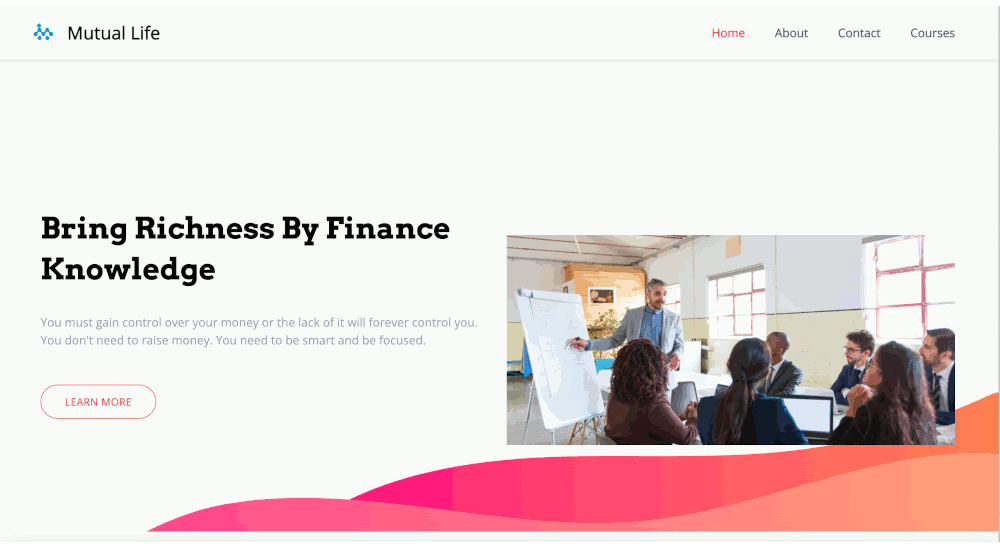 Mutual Life
Home About Contact Courses
Bring Richness By Finance
Knowledge
You must gain control over your money or the lack of it will forever control you.
You don't need to raise money. You need to be smart and be focused.
LEARN MORE